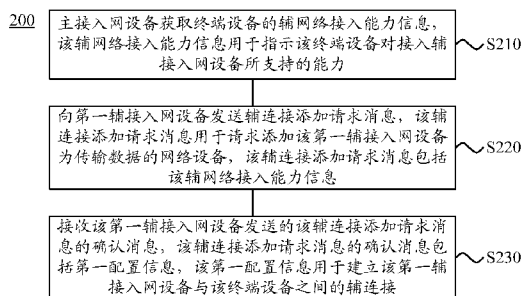 200
主接入网设备获取终端设备的辅网络接入能力信息，
该辅网络接入能力信息用于指示该终端设备对接入辅
接入网设备所支持的能力
S210
向第一辅接入网设备发送辅连接添加请求消息，该辅
连接添加请求消息用于请求添加该第一辅接入网设备
为传输数据的网络设备，该辅连接添加请求消息包括
该辅网络接入能力信息
S220
接收该第一辅接入网设备发送的该辅连接添加请求消
息的确认消息，该辅连接添加请求消息的确认消息包
括第一配置信息，该第一配置信息用于建立该第一辅
接入网设备与该终端设备之间的辅连接
S230